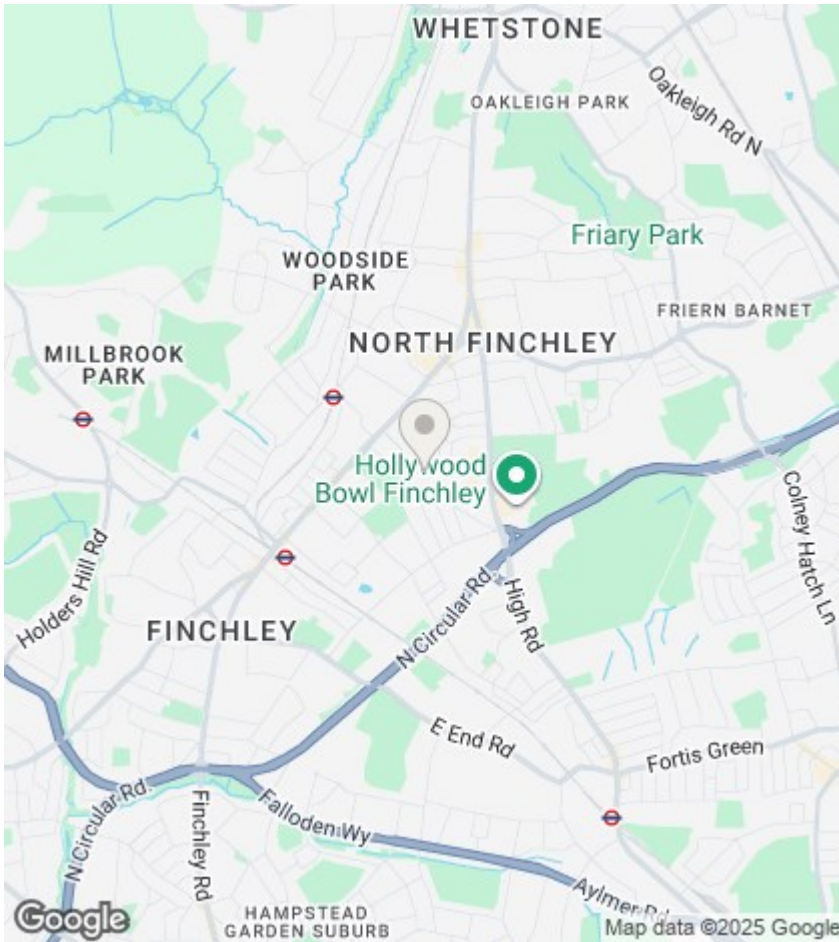 WHETSTONE
OAKLEIGH PARK
Oakleigh Rd N
Friary Park
WOODSIDE
PARK
FRIERN BARNET
NORTH FINCHLEY
MILLBROOK
PARK
Hollywood
Bowl Finchley
Colney Hatch Ln
Holders Hill Rd
N Circular Rd
High Rd
FINCHLEY
E End Rd
Fortis Green
N Circular Rd
Finchley Rd
Falloden Wy
Aylmer Rd
HAMPSTEAD
GARDEN SUBURB
Google
Map data ©2025 Google